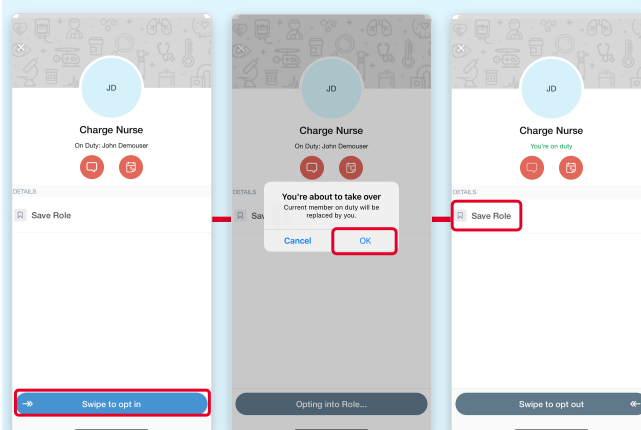 JD
Charge Nurse
On Duty: John Demouser
DETAILS
Save Role
Swipe to opt in
JD
Charge Nurse
On Duty: John Demouser
DETAILS
Sav
You're about to take over
Current member on duty will be
replaced by you.
Cancel
OK
Opting into Role...
JD
Charge Nurse
You're on duty
DETAILS
Save Role
Swipe to opt out